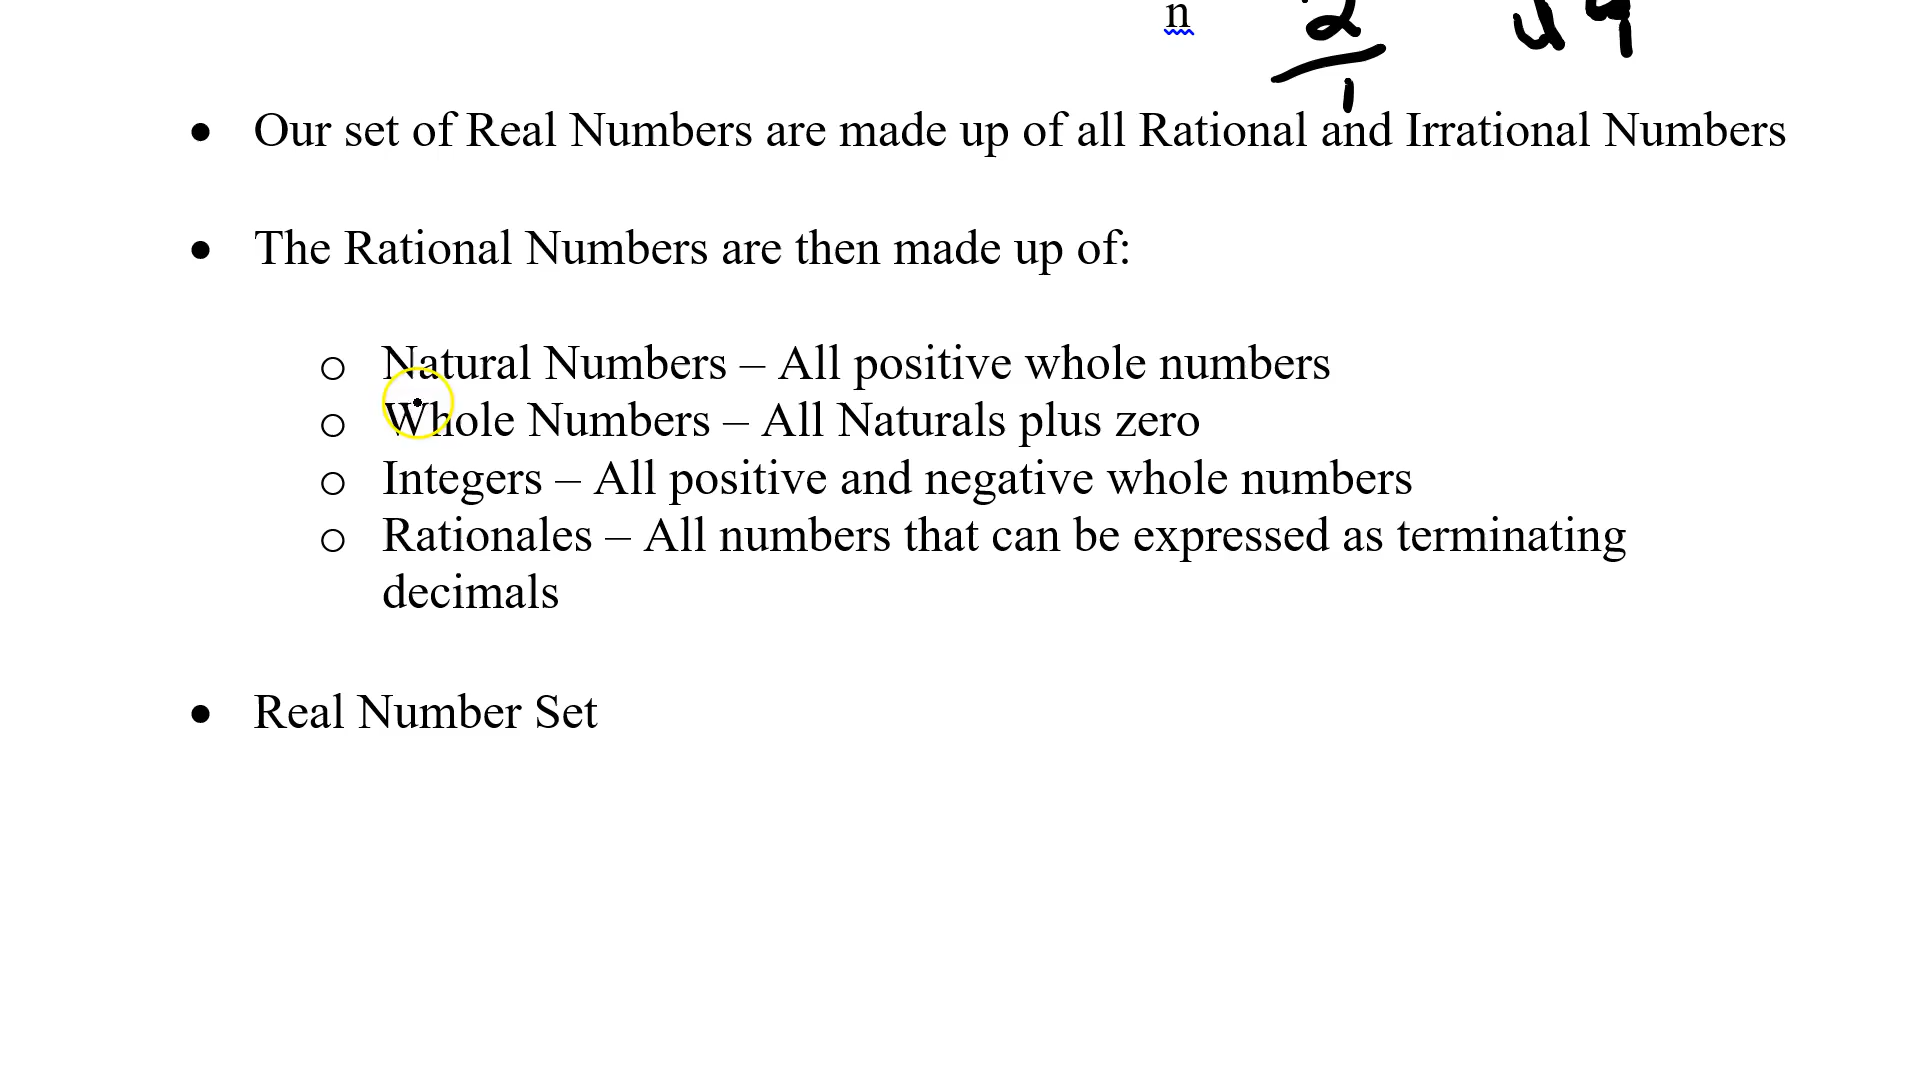 n 2
1
• Our set of Real Numbers are made up of all Rational and Irrational Numbers
• The Rational Numbers are then made up of:
o Natural Numbers – All positive whole numbers
o Whole Numbers – All Naturals plus zero
o Integers – All positive and negative whole numbers
o Rationales – All numbers that can be expressed as terminating
decimals
• Real Number Set